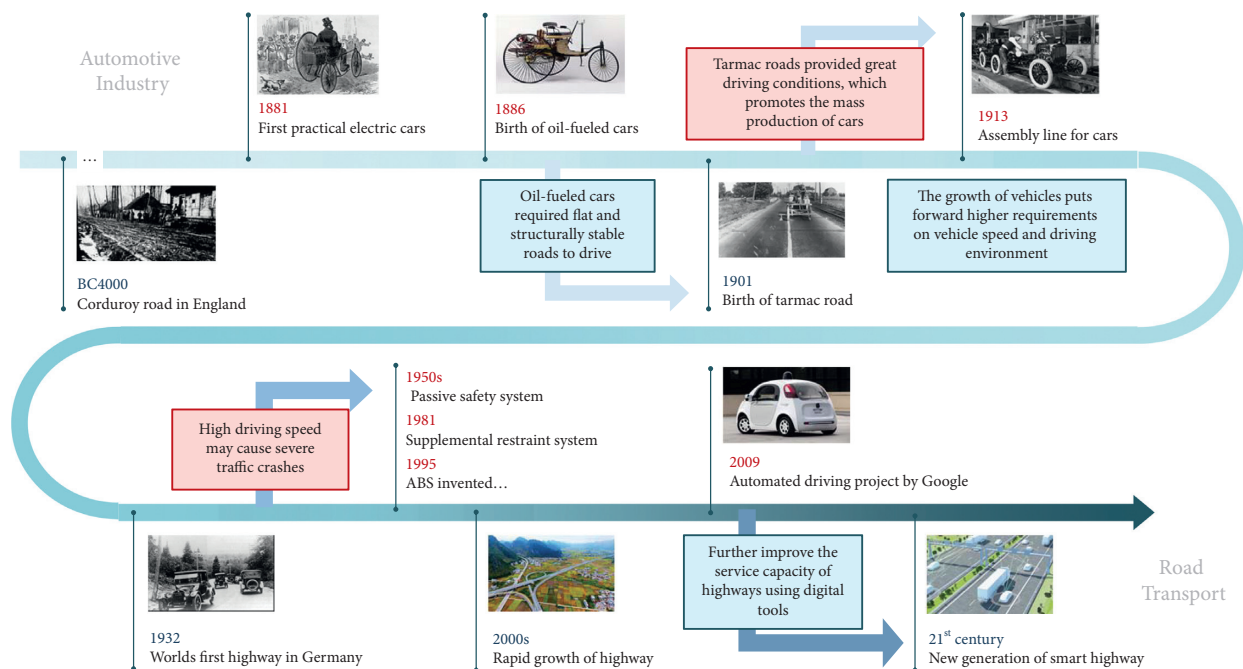 Automotive
Industry
1881
First practical electric cars
1886
Birth of oil-fueled cars
Tarmac roads provided great
driving conditions, which
promotes the mass
production of cars
1913
Assembly line for cars
...
BC4000
Corduroy road in England
Oil-fueled cars
required flat and
structurally stable
roads to drive
1901
Birth of tarmac road
The growth of vehicles puts
forward higher requirements
on vehicle speed and driving
environment
High driving speed
may cause severe
traffic crashes
1950s
Passive safety system
1981
Supplemental restraint system
1995
ABS invented...
2009
Automated driving project by Google
1932
Worlds first highway in Germany
2000s
Rapid growth of highway
Further improve the
service capacity of
highways using digital
tools
21st century
New generation of smart highway
Road
Transport